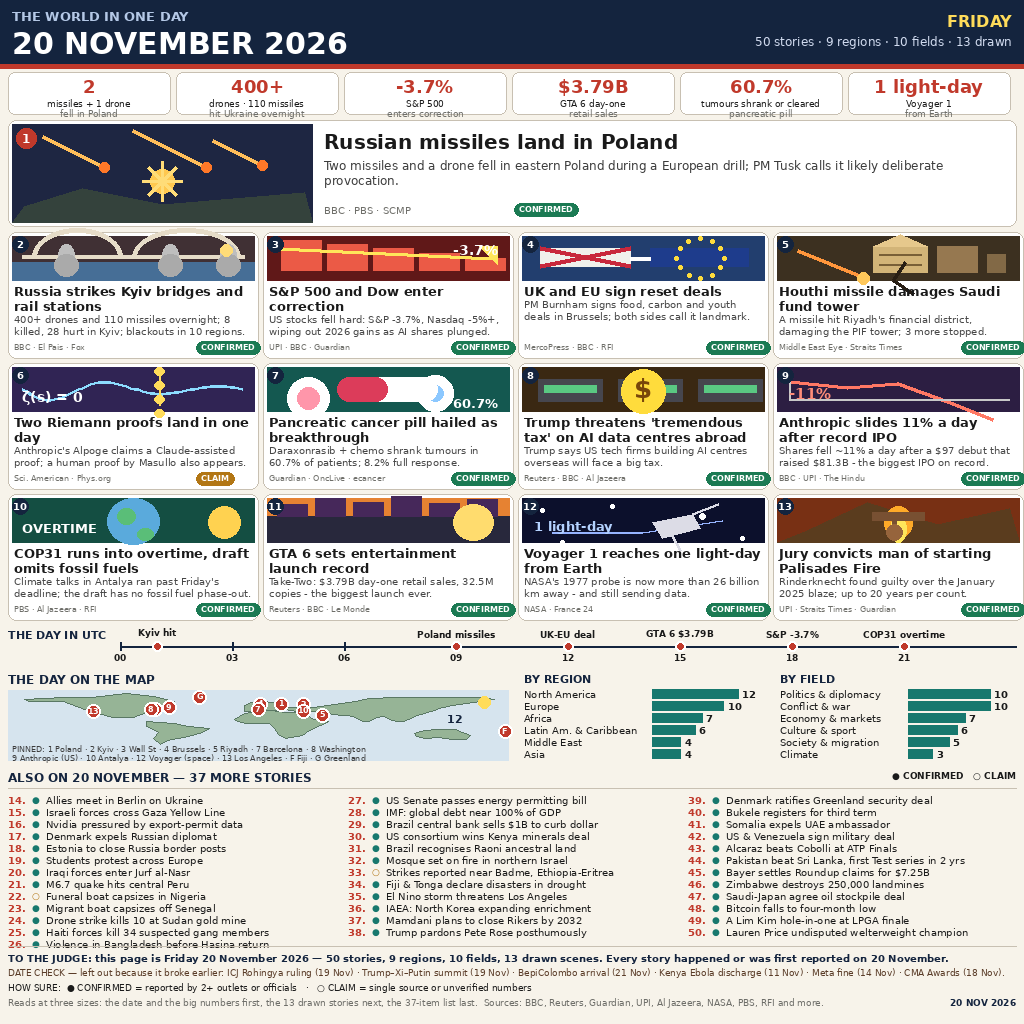 THE WORLD IN ONE DAY
20 NOVEMBER 2026
FRIDAY
50 stories · 9 regions · 10 fields · 13 drawn
2
missiles + 1 drone
fell in Poland
400+
drones · 110 missiles
hit Ukraine overnight
-3.7%
S&P 500
enters correction
$3.79B
GTA 6 day-one
retail sales
60.7%
tumours shrank or cleared
pancreatic pill
1 light-day
Voyager 1
from Earth
1
Russian missiles land in Poland
Two missiles and a drone fell in eastern Poland during a European drill; PM Tusk calls it likely deliberate
provocation.
BBC · PBS · SCMP
CONFIRMED
2
Russia strikes Kyiv bridges and
rail stations
400+ drones and 110 missiles overnight; 8
killed, 28 hurt in Kyiv; blackouts in 10 regions.
BBC · El Pais · Fox
CONFIRMED
3
-3.7%
S&P 500 and Dow enter
correction
US stocks fell hard: S&P -3.7%, Nasdaq -5%+,
wiping out 2026 gains as AI shares plunged.
UPI · BBC · Guardian
CONFIRMED
4
UK and EU sign reset deals
PM Burnham signs food, carbon and youth
deals in Brussels; both sides call it landmark.
MercoPress · BBC · RFI
CONFIRMED
5
Houthi missile damages Saudi
fund tower
A missile hit Riyadh's financial district,
damaging the PIF tower; 3 more stopped.
Middle East Eye · Straits Times
CONFIRMED
6
ζ(s) = 0
Two Riemann proofs land in one
day
Anthropic's Alpoge claims a Claude-assisted
proof; a human proof by Masullo also appears.
Sci. American · Phys.org
CLAIM
7
60.7%
Pancreatic cancer pill hailed as
breakthrough
Daraxonrasib + chemo shrank tumours in
60.7% of patients; 8.2% full response.
Guardian · OncLive · ecancer
CONFIRMED
8
$
Trump threatens 'tremendous
tax' on AI data centres abroad
Trump says US tech firms building AI centres
overseas will face a big tax.
Reuters · BBC · Al Jazeera
CONFIRMED
9
-11%
Anthropic slides 11% a day
after record IPO
Shares fell ~11% a day after a $97 debut that
raised $81.3B - the biggest IPO on record.
BBC · UPI · The Hindu
CONFIRMED
10
OVERTIME
COP31 runs into overtime, draft
omits fossil fuels
Climate talks in Antalya ran past Friday's
deadline; the draft has no fossil fuel phase-out.
PBS · Al Jazeera · RFI
CONFIRMED
11
GTA 6 sets entertainment
launch record
Take-Two: $3.79B day-one retail sales, 32.5M
copies - the biggest launch ever.
Reuters · BBC · Le Monde
CONFIRMED
12
1 light-day
Voyager 1 reaches one light-day
from Earth
NASA's 1977 probe is now more than 26 billion
km away - and still sending data.
NASA · France 24
CONFIRMED
13
Jury convicts man of starting
Palisades Fire
Rinderknecht found guilty over the January
2025 blaze; up to 20 years per count.
UPI · Straits Times · Guardian
CONFIRMED
THE DAY IN UTC
Kyiv hit
Poland missiles
UK-EU deal
GTA 6 $3.79B
S&P -3.7%
COP31 overtime
00
03
06
09
12
15
18
21
THE DAY ON THE MAP
13
8
9
G
7
1
10
5
12
F
PINNED: 1 Poland · 2 Kyiv · 3 Wall St · 4 Brussels · 5 Riyadh · 7 Barcelona · 8 Washington
9 Anthropic (US) · 10 Antalya · 12 Voyager (space) · 13 Los Angeles · F Fiji · G Greenland
BY REGION
North America 12
Europe 10
Africa 7
Latin Am. & Caribbean 6
Middle East 4
Asia 4
BY FIELD
Politics & diplomacy 10
Conflict & war 10
Economy & markets 7
Culture & sport 6
Society & migration 5
Climate 3
ALSO ON 20 NOVEMBER — 37 MORE STORIES
● CONFIRMED ○ CLAIM
14. ● Allies meet in Berlin on Ukraine
15. ● Israeli forces cross Gaza Yellow Line
16. ● Nvidia pressured by export-permit data
17. ● Denmark expels Russian diplomat
18. ● Estonia to close Russia border posts
19. ● Students protest across Europe
20. ● Iraqi forces enter Jurf al-Nasr
21. ● M6.7 quake hits central Peru
22. ○ Funeral boat capsizes in Nigeria
23. ● Migrant boat capsizes off Senegal
24. ● Drone strike kills 10 at Sudan gold mine
25. ● Haiti forces kill 34 suspected gang members
26. ● Violence in Bangladesh before Hasina return
27. ● US Senate passes energy permitting bill
28. ● IMF: global debt near 100% of GDP
29. ● Brazil central bank sells $1B to curb dollar
30. ● US consortium wins Kenya minerals deal
31. ● Brazil recognises Raoni ancestral land
32. ● Mosque set on fire in northern Israel
33. ○ Strikes reported near Badme, Ethiopia-Eritrea
34. ● Fiji & Tonga declare disasters in drought
35. ● El Nino storm threatens Los Angeles
36. ● IAEA: North Korea expanding enrichment
37. ● Mamdani plans to close Rikers by 2032
38. ● Trump pardons Pete Rose posthumously
39. ● Denmark ratifies Greenland security deal
40. ● Bukele registers for third term
41. ● Somalia expels UAE ambassador
42. ● US & Venezuela sign military deal
43. ● Alcaraz beats Cobolli at ATP Finals
44. ● Pakistan beat Sri Lanka, first Test series in 2 yrs
45. ● Bayer settles Roundup claims for $7.25B
46. ● Zimbabwe destroys 250,000 landmines
47. ● Saudi-Japan agree oil stockpile deal
48. ● Bitcoin falls to four-month low
49. ● A Lim Kim hole-in-one at LPGA finale
50. ● Lauren Price undisputed welterweight champion
TO THE JUDGE: this page is Friday 20 November 2026 — 50 stories, 9 regions, 10 fields, 13 drawn scenes. Every story happened or was first reported on 20 November.
DATE CHECK — left out because it broke earlier: ICJ Rohingya ruling (19 Nov) · Trump–Xi–Putin summit (19 Nov) · BepiColombo arrival (21 Nov) · Kenya Ebola discharge (11 Nov) · Meta fine (14 Nov) · CMA Awards (18 Nov).
HOW SURE: ● CONFIRMED = reported by 2+ outlets or officials · ○ CLAIM = single source or unverified numbers
Reads at three sizes: the date and the big numbers first, the 13 drawn stories next, the 37-item list last. Sources: BBC, Reuters, Guardian, UPI, Al Jazeera, NASA, PBS, RFI and more.
20 NOV 2026